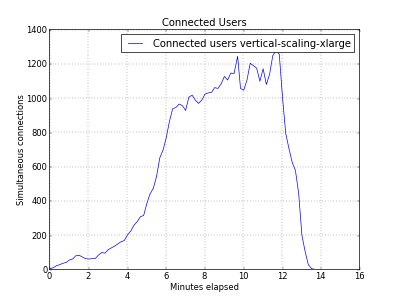 Connected Users
Connected users vertical-scaling-xlarge
1400
1200
1000
800
600
400
200
0
Simultaneous connections
0 2 4 6 8 10 12 14 16
Minutes elapsed